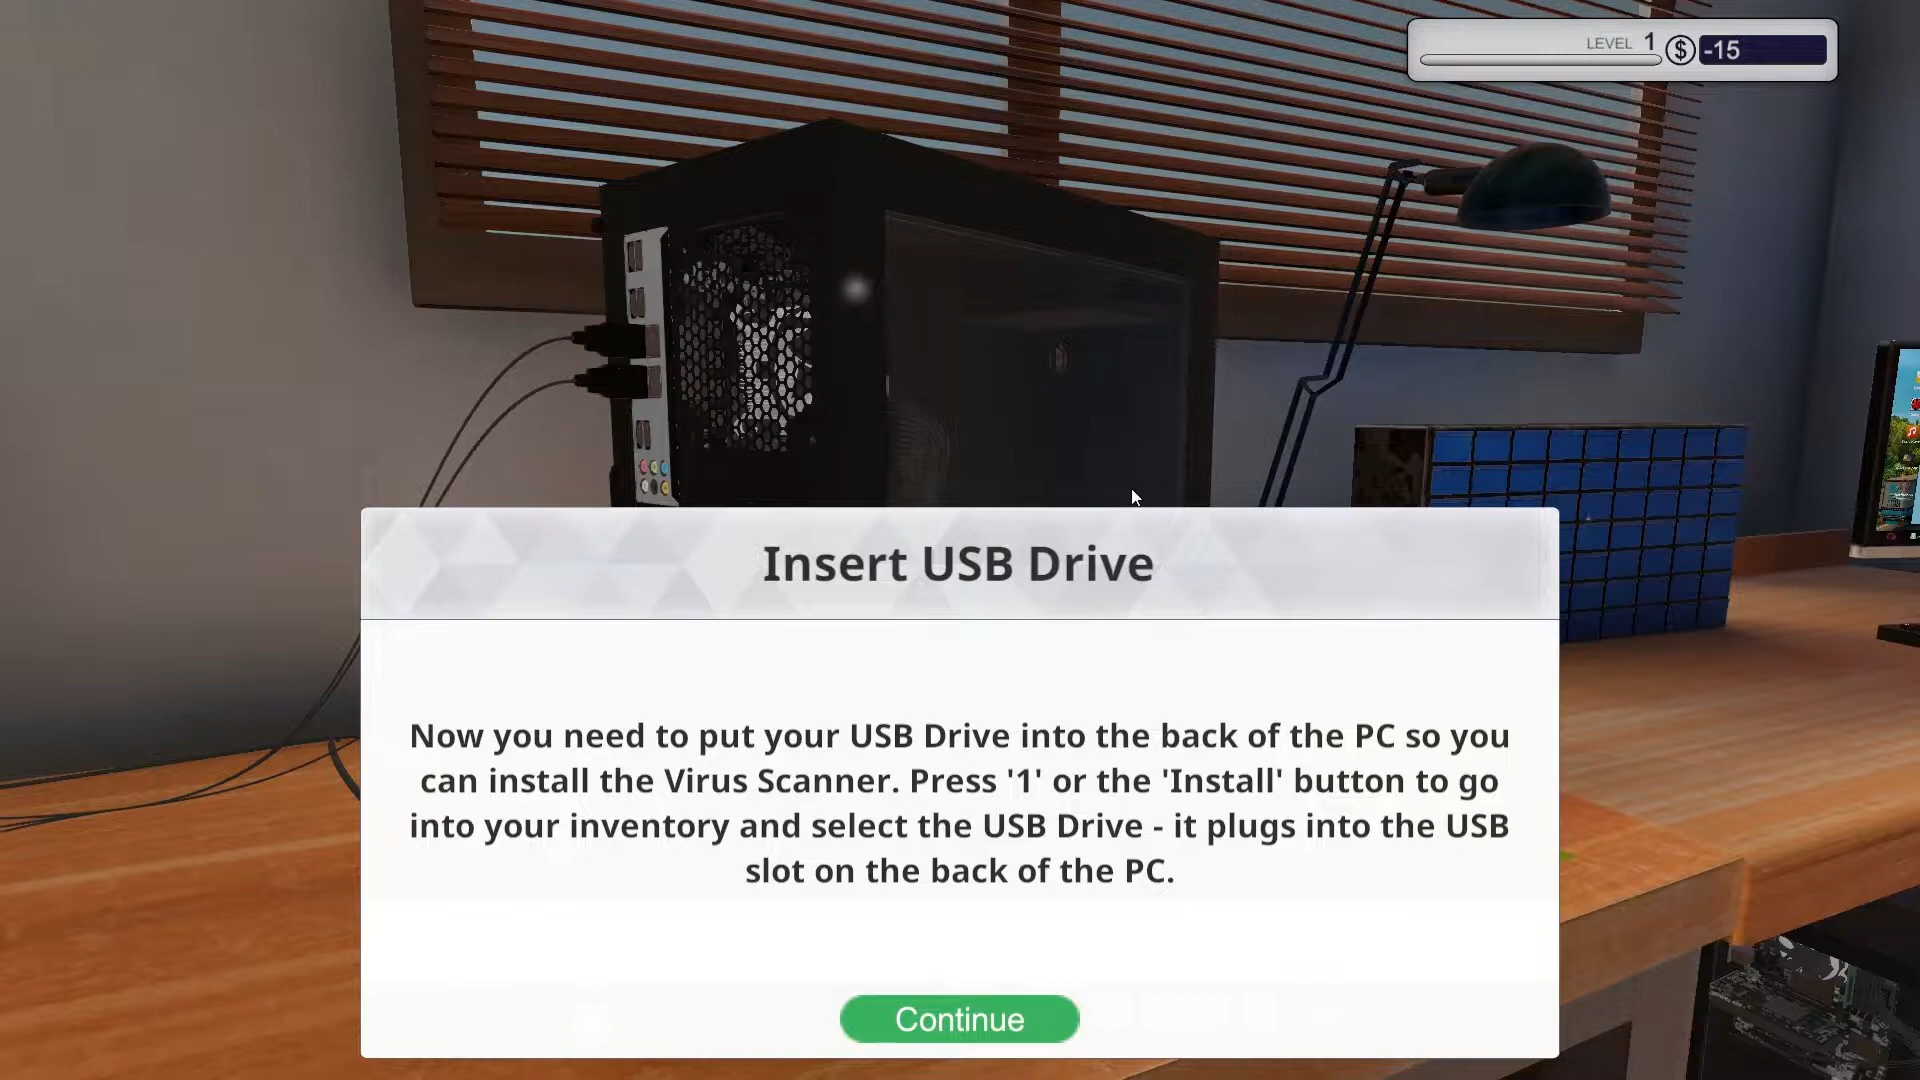 LEVEL 1 $ -15
Insert USB Drive
Now you need to put your USB Drive into the back of the PC so you
can install the Virus Scanner. Press '1' or the 'Install' button to go
into your inventory and select the USB Drive - it plugs into the USB
slot on the back of the PC.
Continue